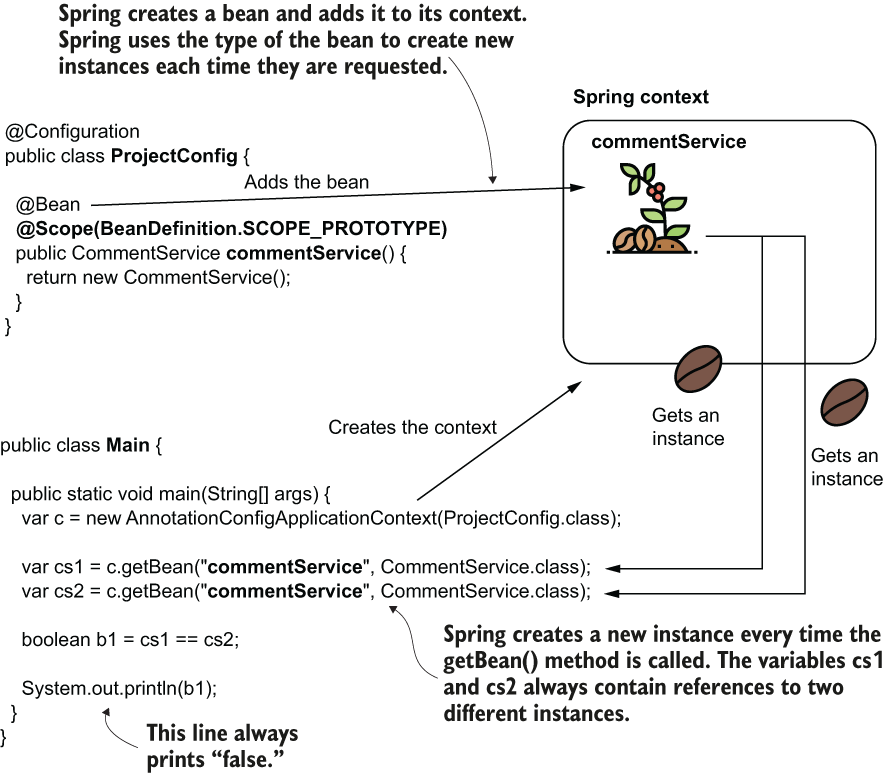 Spring creates a bean and adds it to its context.
Spring uses the type of the bean to create new
instances each time they are requested.
Spring context
@Configuration
public class ProjectConfig {
commentService
Adds the bean
@Bean
@Scope(BeanDefinition.SCOPE_PROTOTYPE)
public CommentService commentService() {
return new CommentService();
}
}
Gets an
instance
Gets an
instance
Creates the context
public class Main {
public static void main(String[] args) {
var c = new AnnotationConfigApplicationContext(ProjectConfig.class);
var cs1 = c.getBean("commentService", CommentService.class);
var cs2 = c.getBean("commentService", CommentService.class);
boolean b1 = cs1 == cs2;
System.out.println(b1);
}
}
Spring creates a new instance every time the
getBean() method is called. The variables cs1
and cs2 always contain references to two
different instances.
This line always
prints “false.”